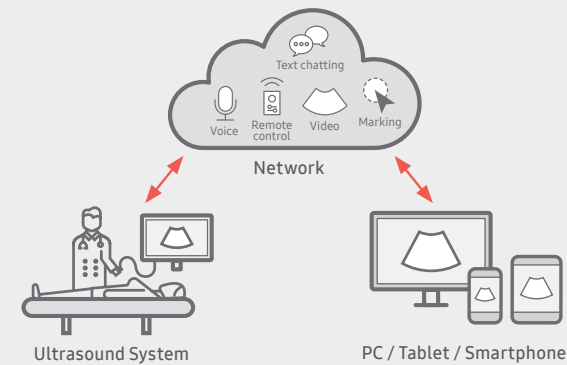 Text chatting
Voice
Remote
control
Video
Marking
Network
Ultrasound System
PC / Tablet / Smartphone